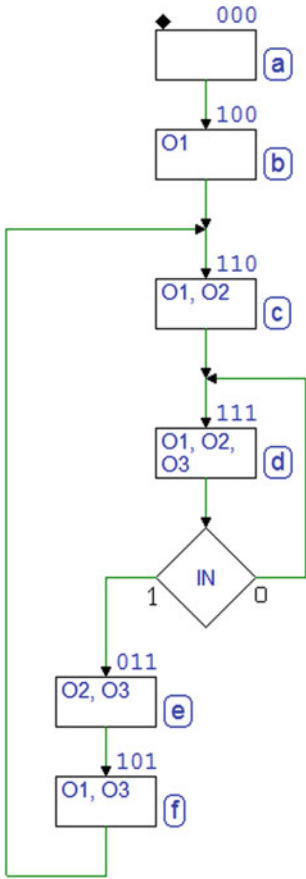 000
a
100
O1
b
110
O1, O2
c
111
O1, O2,
O3
d
IN
1
0
011
O2, O3
e
101
O1, O3
f